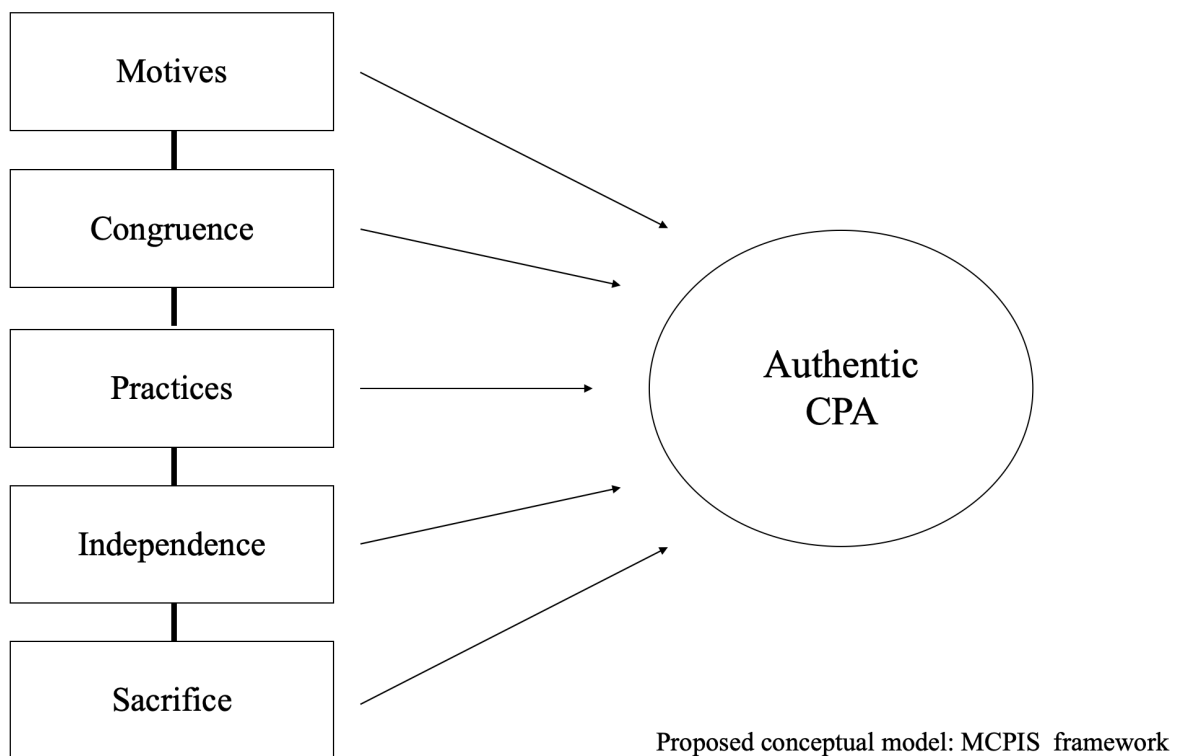 Motives
Congruence
Practices
Independence
Sacrifice
Authentic
CPA
Proposed conceptual model: MCPIS framework